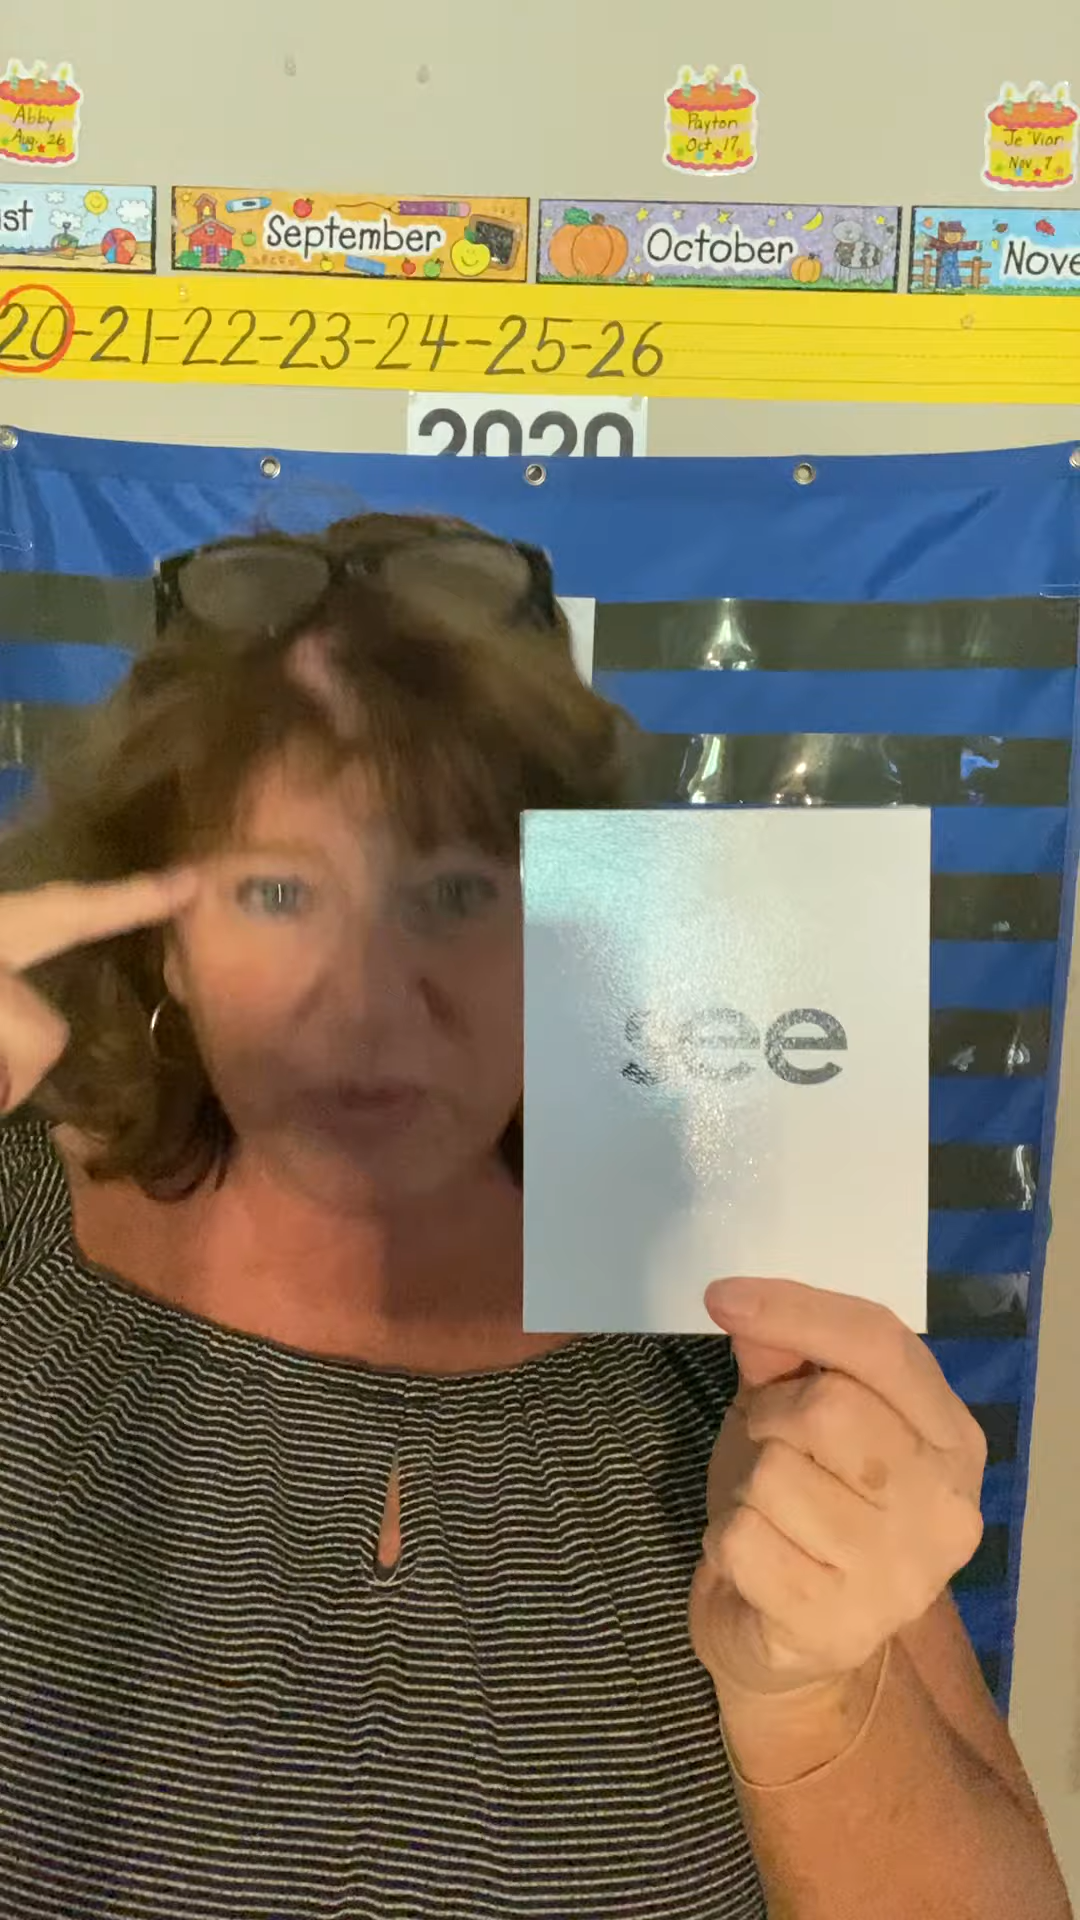 Abby
Aug. 26
Payton
Oct. 17
Je'Vior
Nov. 7
st
September
October
Nove
20-21-22-23-24-25-26
2020
see